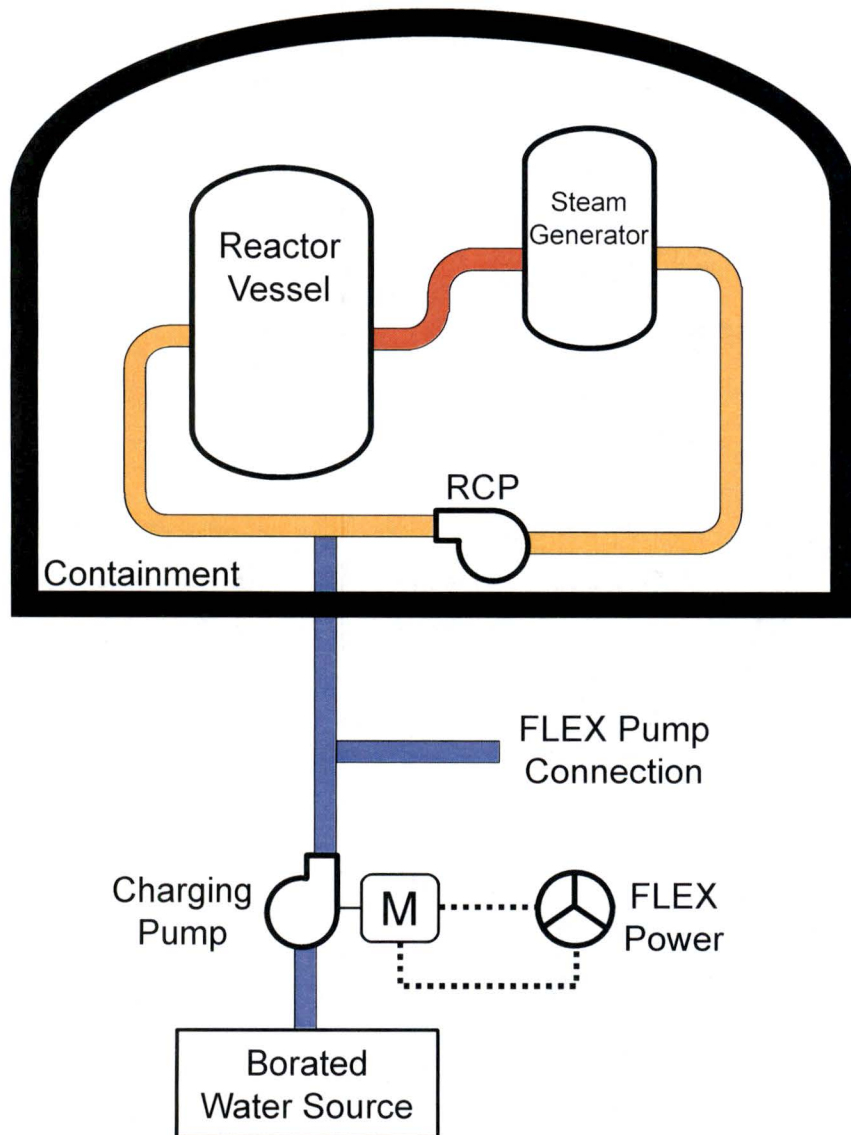 Reactor
Vessel
Steam
Generator
RCP
Containment
FLEX Pump
Connection
Charging
Pump
M
FLEX
Power
Borated
Water Source